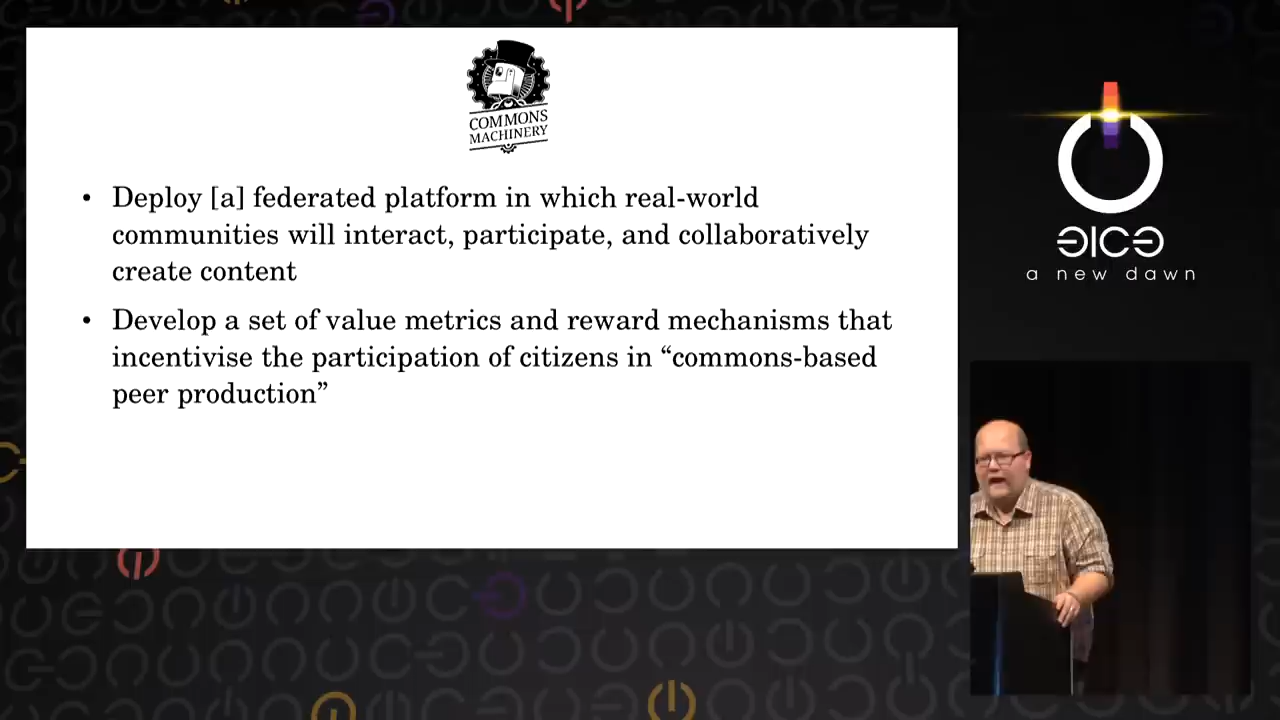 COMMONS
MACHINERY
• Deploy [a] federated platform in which real-world
communities will interact, participate, and collaboratively
create content
• Develop a set of value metrics and reward mechanisms that
incentivise the participation of citizens in “commons-based
peer production”
a new dawn